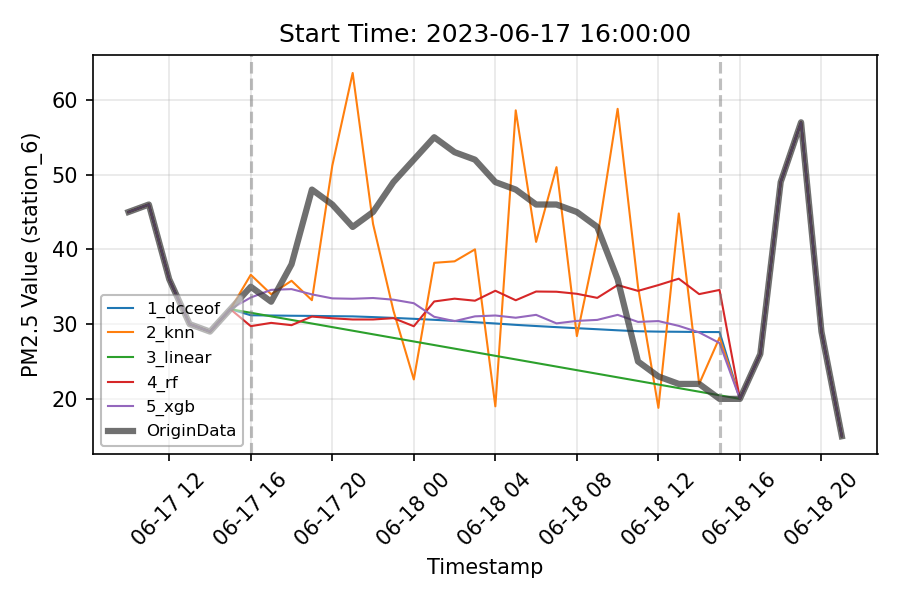 Start Time: 2023-06-17 16:00:00
PM2.5 Value (station_6)
60
50
40
30
20
1_dcceof
2_knn
3_linear
4_rf
5_xgb
OriginData
06-17 12
06-17 16
06-17 20
06-18 00
06-18 04
06-18 08
06-18 12
06-18 16
06-18 20
Timestamp